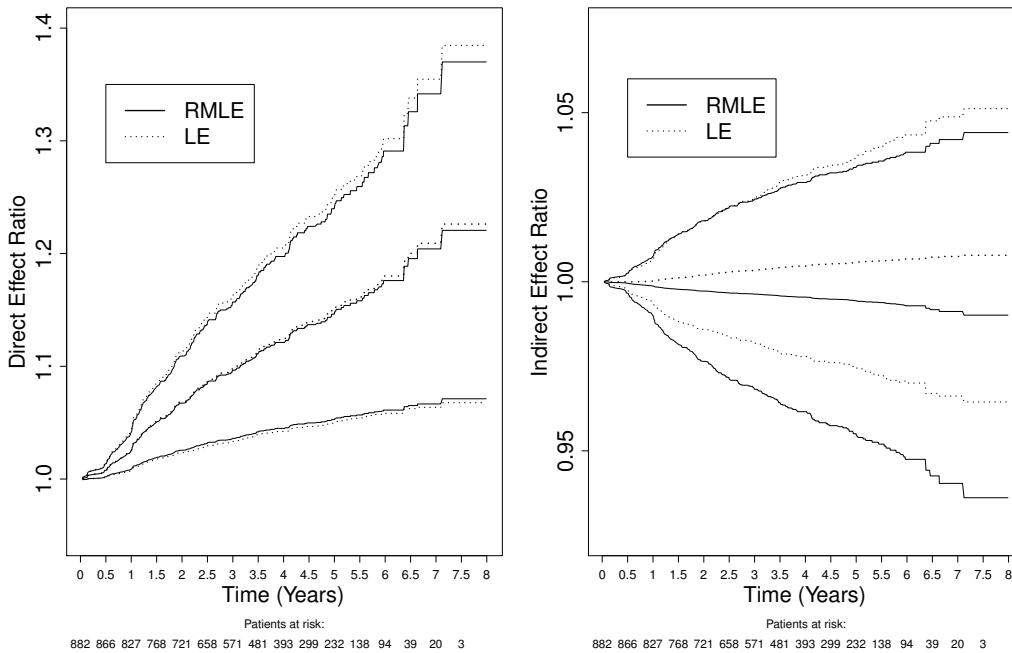 Direct Effect Ratio
1.4
1.3
1.2
1.1
1.0
RMLE
LE
0 0.5 1 1.5 2 2.5 3 3.5 4 4.5 5 5.5 6 6.5 7 7.5 8
Time (Years)
Patients at risk:
882 866 827 768 721 658 571 481 393 299 232 138 94 39 20 3
Indirect Effect Ratio
1.05
1.00
0.95
RMLE
LE
0 0.5 1 1.5 2 2.5 3 3.5 4 4.5 5 5.5 6 6.5 7 7.5 8
Time (Years)
Patients at risk:
882 866 827 768 721 658 571 481 393 299 232 138 94 39 20 3